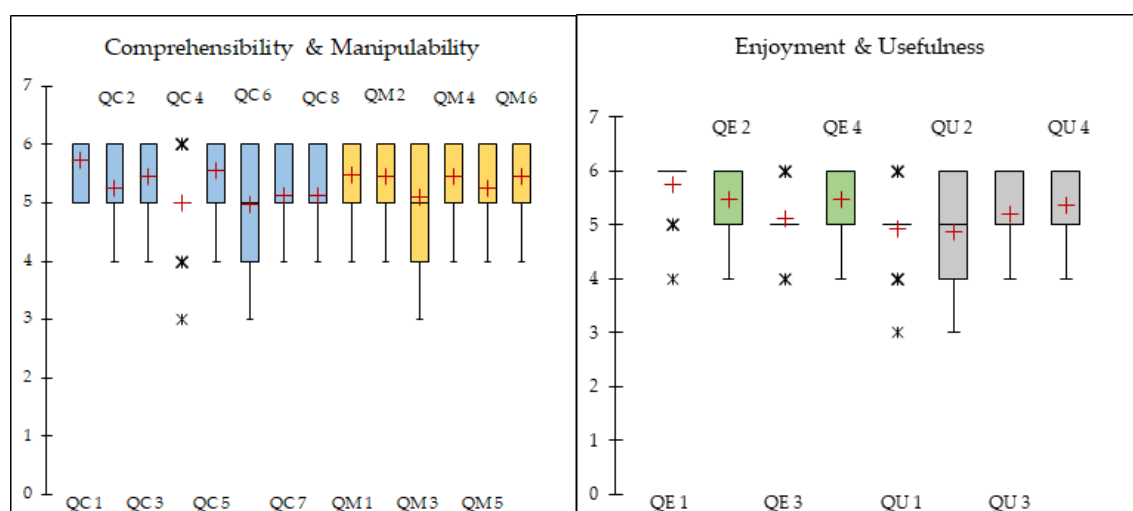 Comprehensibility & Manipulability
7
6
5
4
3
2
1
0
QC 2 QC 4 QC 6 QC 8 QM 2 QM 4 QM 6
QC 1 QC 3 QC 5 QC 7 QM 1 QM 3 QM 5
Enjoyment & Usefulness
7
6
5
4
3
2
1
0
QE 2 QE 4 QU 2 QU 4
QE 1 QE 3 QU 1 QU 3